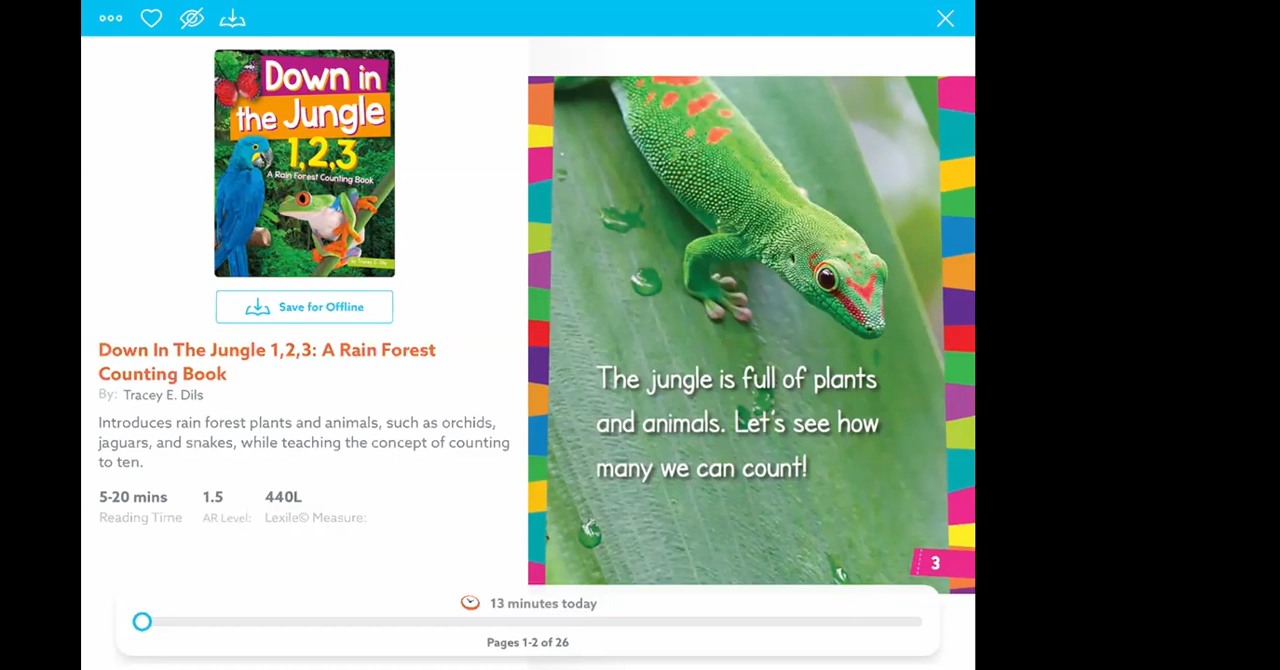 Down in
the Jungle
1,2,3
A Rain Forest Counting Book
by Tracey E. Dils
Save for Offline
Down In The Jungle 1,2,3: A Rain Forest
Counting Book
By: Tracey E. Dils
Introduces rain forest plants and animals, such as orchids,
jaguars, and snakes, while teaching the concept of counting
to ten.
5-20 mins 1.5 440L
Reading Time AR Level: Lexile© Measure:
The jungle is full of plants
and animals. Let's see how
many we can count!
3
13 minutes today
Pages 1-2 of 26